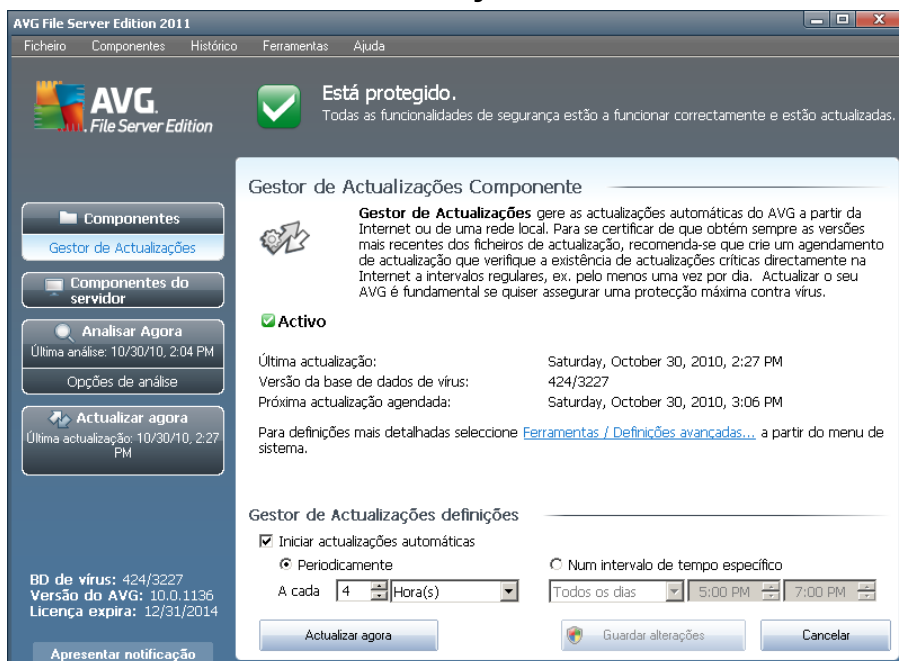 AVG File Server Edition 2011
Ficheiro Componentes Histórico Ferramentas Ajuda
AVG.
File Server Edition
Está protegido.
Todas as funcionalidades de segurança estão a funcionar correctamente e estão actualizadas.
Componentes
Gestor de Actualizações
Componentes do
servidor
Analisar Agora
Última análise: 10/30/10, 2:04 PM
Opções de análise
Actualizar agora
Última actualização: 10/30/10, 2:27
PM
BD de vírus: 424/3227
Versão do AVG: 10.0.1136
Licença expira: 12/31/2014
Apresentar notificação
Gestor de Actualizações Componente
Gestor de Actualizações gere as actualizações automáticas do AVG a partir da
Internet ou de uma rede local. Para se certificar de que obtém sempre as versões
mais recentes dos ficheiros de actualização, recomenda-se que crie um agendamento
de actualização que verifique a existência de actualizações críticas directamente na
Internet a intervalos regulares, ex. pelo menos uma vez por dia. Actualizar o seu
AVG é fundamental se quiser assegurar uma protecção máxima contra vírus.
Activo
Última actualização: Saturday, October 30, 2010, 2:27 PM
Versão da base de dados de vírus: 424/3227
Próxima actualização agendada: Saturday, October 30, 2010, 3:06 PM
Para definições mais detalhadas seleccione Ferramentas / Definições avançadas... a partir do menu de
sistema.
Gestor de Actualizações definições
Iniciar actualizações automáticas
Periodicamente Num intervalo de tempo específico
A cada 4 Hora(s) Todos os dias 5:00 PM 7:00 PM
Actualizar agora Guardar alterações Cancelar